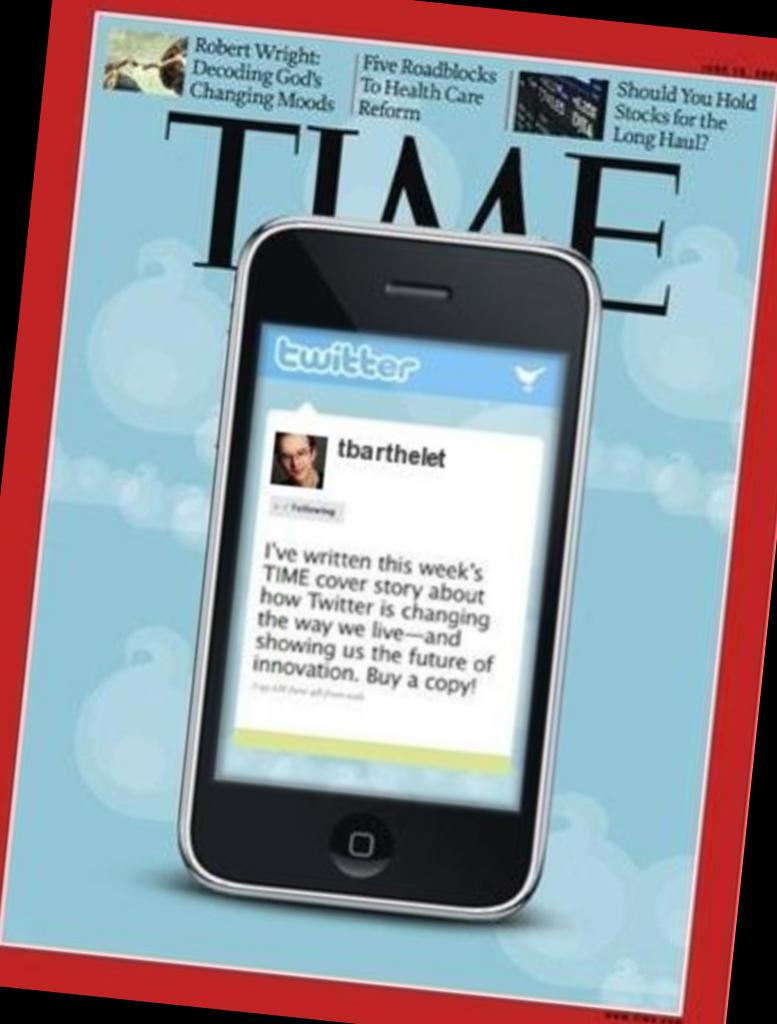 Robert Wright:
Decoding God's
Changing Moods
Five Roadblocks
To Health Care
Reform
Should You Hold
Stocks for the
Long Haul?
TIME
twitter
tbarthelet
Following
I've written this week's
TIME cover story about
how Twitter is changing
the way we live—and
showing us the future of
innovation. Buy a copy!